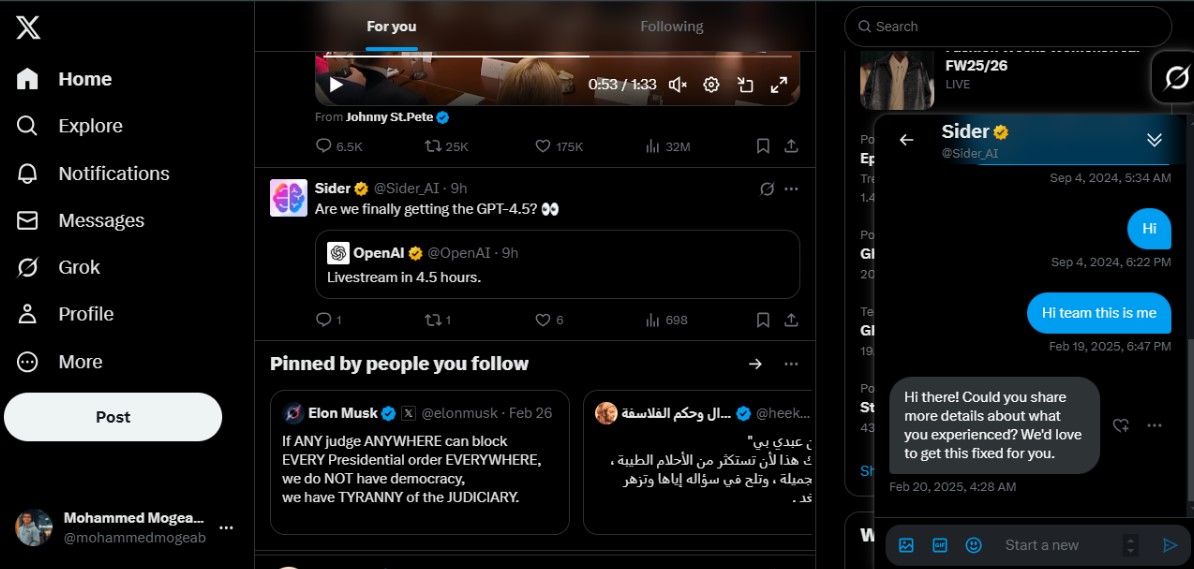 Home
Explore
Notifications
Messages
Grok
Profile
More
Post
Mohammed Mogea...
@mohammedmogeab
For you
Following
0:53 / 1:33
From Johnny St.Pete
6.5K 25K 175K 32M
Sider @Sider_AI · 9h
Are we finally getting the GPT-4.5? 👀
OpenAI @OpenAI · 9h
Livestream in 4.5 hours.
1 1 6 698
Pinned by people you follow
Elon Musk X @elonmusk · Feb 26
If ANY judge ANYWHERE can block
EVERY Presidential order EVERYWHERE,
we do NOT have democracy,
we have TYRANNY of the JUDICIARY.
...ال وحكم الفلاسفة @heek...
عبدي بي"
ك هذا لأن تستكثر من الأحلام الطيبة ،
جميلة ، وتلح في سؤاله إياها وتزهر
Search
FW25/26
LIVE
Sider
@Sider_AI
Sep 4, 2024, 5:34 AM
Hi
Sep 4, 2024, 6:22 PM
Hi team this is me
Feb 19, 2025, 6:47 PM
Hi there! Could you share
more details about what
you experienced? We'd love
to get this fixed for you.
Feb 20, 2025, 4:28 AM
GIF
Start a new